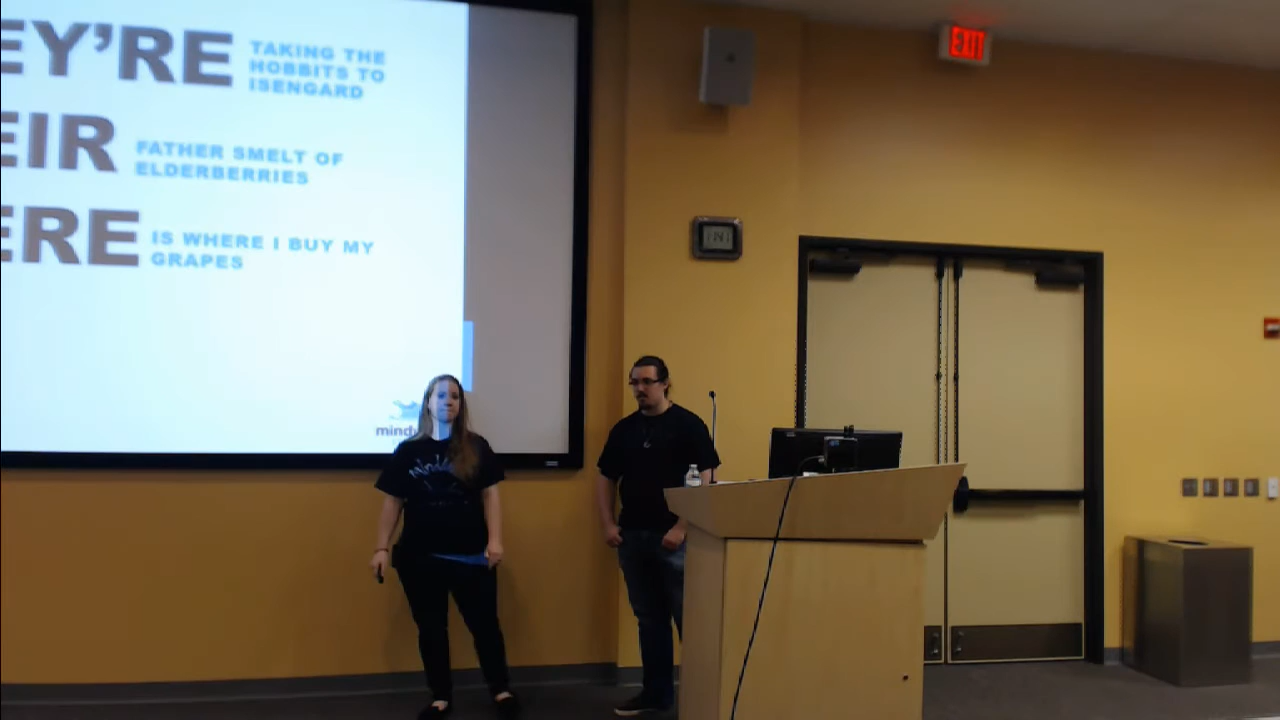 EY'RE
TAKING THE
HOBBITS TO
ISENGARD
EIR
FATHER SMELT OF
ELDERBERRIES
ERE
IS WHERE I BUY MY
GRAPES
EXIT